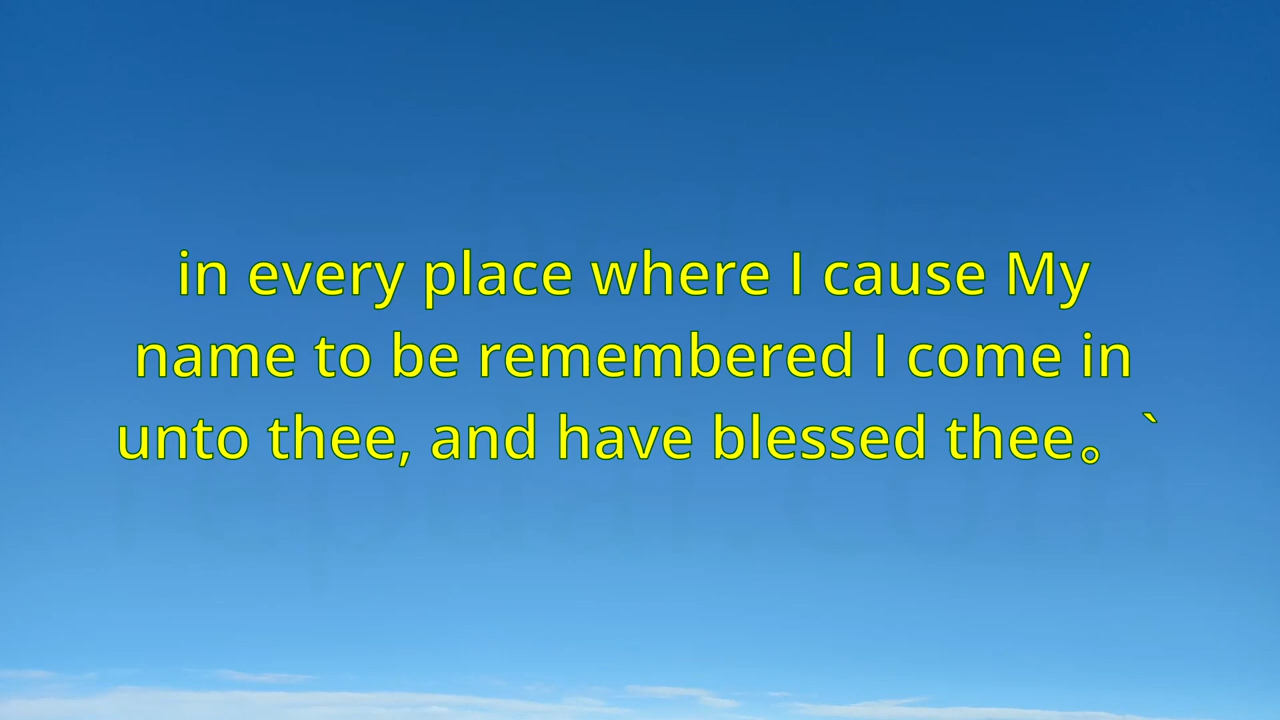 in every place where I cause My
name to be remembered I come in
unto thee, and have blessed thee。 `